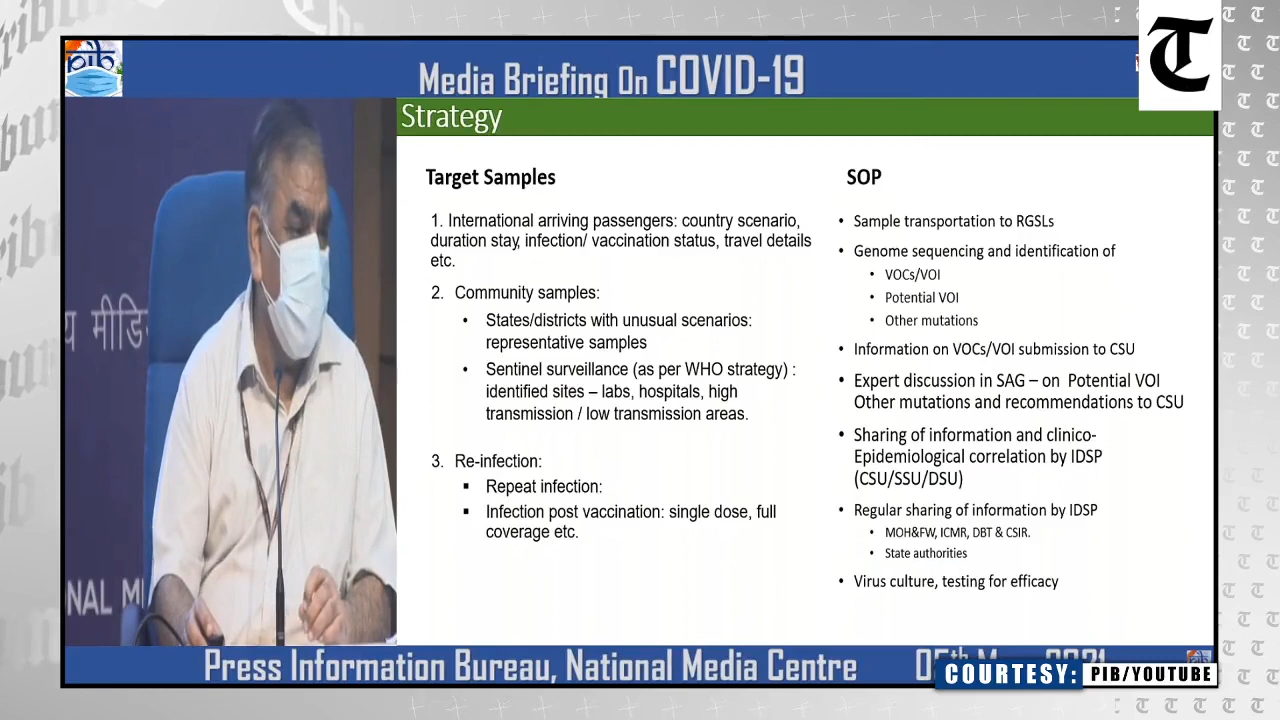 pib
Media Briefing On COVID-19
T
Strategy
Target Samples
1. International arriving passengers: country scenario,
duration stay, infection/ vaccination status, travel details
etc.
2. Community samples:
• States/districts with unusual scenarios:
representative samples
• Sentinel surveillance (as per WHO strategy) :
identified sites – labs, hospitals, high
transmission / low transmission areas.
3. Re-infection:
▪ Repeat infection:
▪ Infection post vaccination: single dose, full
coverage etc.
SOP
• Sample transportation to RGSLs
• Genome sequencing and identification of
• VOCs/VOI
• Potential VOI
• Other mutations
• Information on VOCs/VOI submission to CSU
• Expert discussion in SAG – on Potential VOI
Other mutations and recommendations to CSU
• Sharing of information and clinico-
Epidemiological correlation by IDSP
(CSU/SSU/DSU)
• Regular sharing of information by IDSP
• MOH&FW, ICMR, DBT & CSIR.
• State authorities
• Virus culture, testing for efficacy
NAL M
Press Information Bureau, National Media Centre
COURTESY: PIB/YOUTUBE